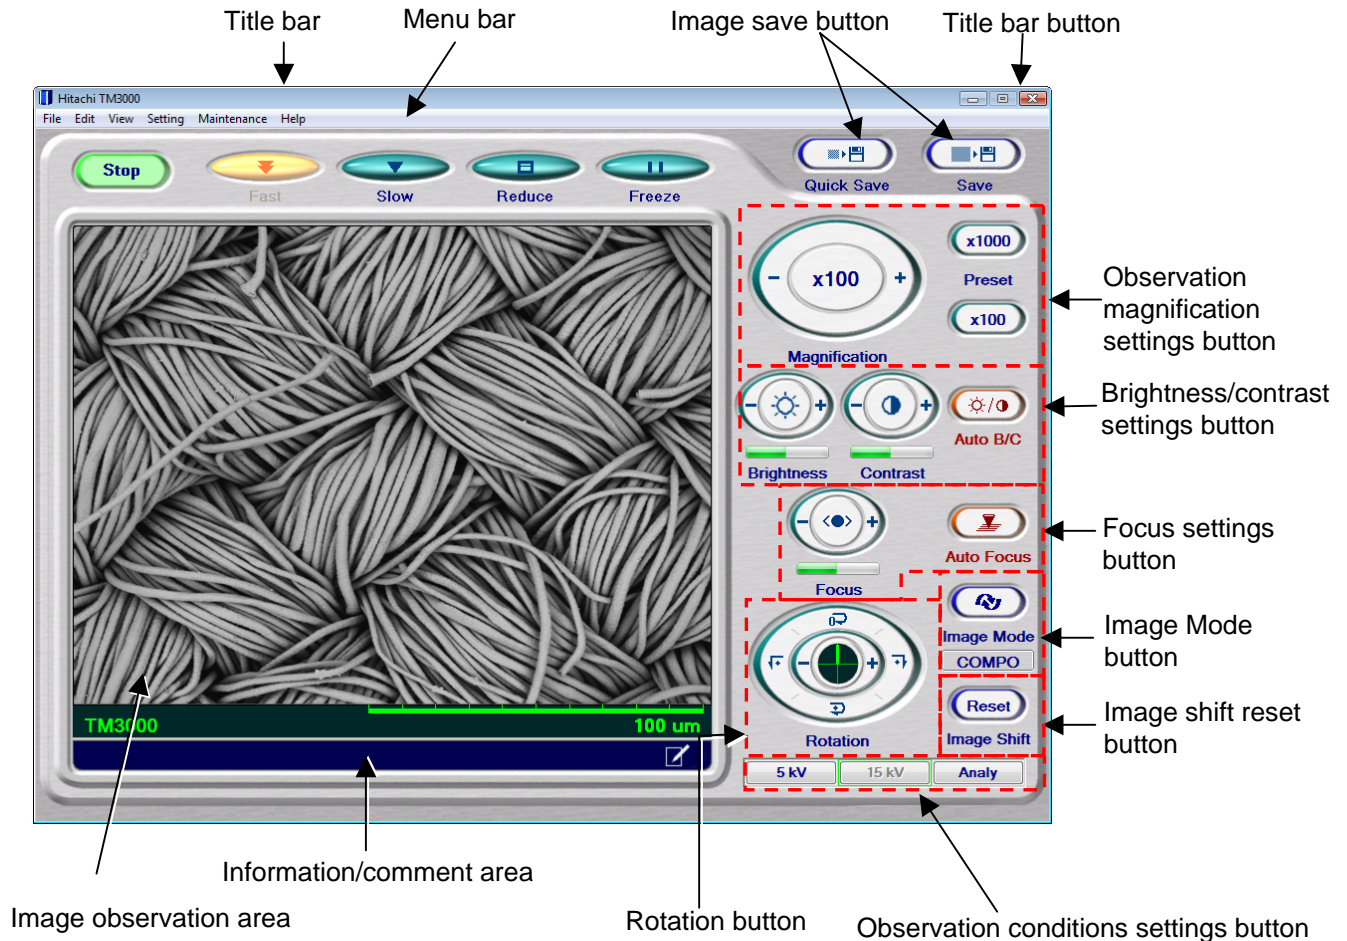 Title bar
Menu bar
Image save button
Title bar button
Hitachi TM3000
File Edit View Setting Maintenance Help
Stop
Fast
Slow
Reduce
Freeze
Quick Save
Save
x100
x1000
Preset
x100
Magnification
Observation
magnification
settings button
Brightness
Contrast
Auto B/C
Brightness/contrast
settings button
Focus
Auto Focus
Focus settings
button
Image Mode
COMPO
Image Mode
button
Rotation
Reset
Image Shift
Image shift reset
button
TM3000
100 um
5 kV
15 kV
Analy
Information/comment area
Image observation area
Rotation button
Observation conditions settings button